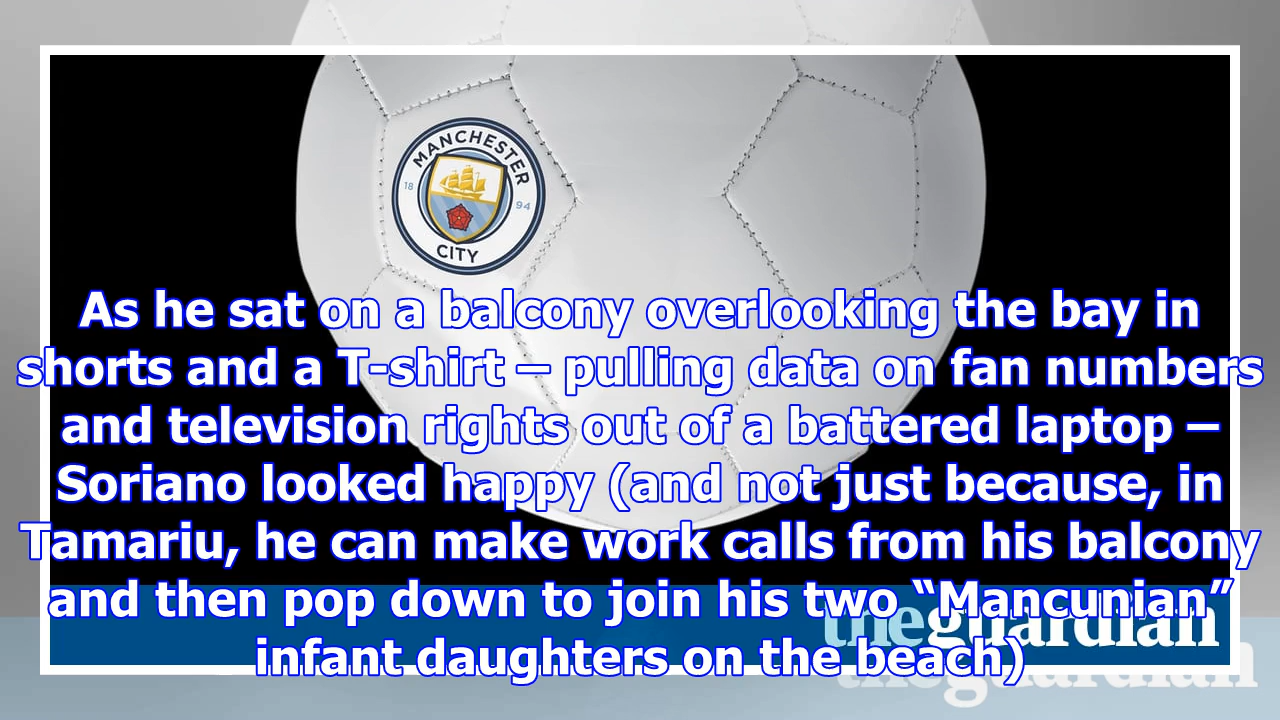 MANCHESTER
18
94
CITY
As he sat on a balcony overlooking the bay in
shorts and a T-shirt – pulling data on fan numbers
and television rights out of a battered laptop –
Soriano looked happy (and not just because, in
Tamariu, he can make work calls from his balcony
and then pop down to join his two “Mancunian”
infant daughters on the beach)
theguardian
theguardian